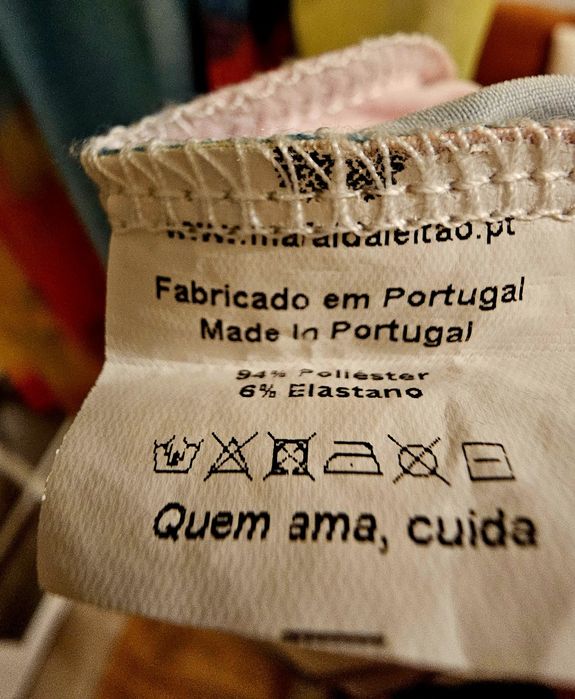 Fabricado em Portugal
Made in Portugal
94% Poliéster
6% Elastano
Quem ama, cuida